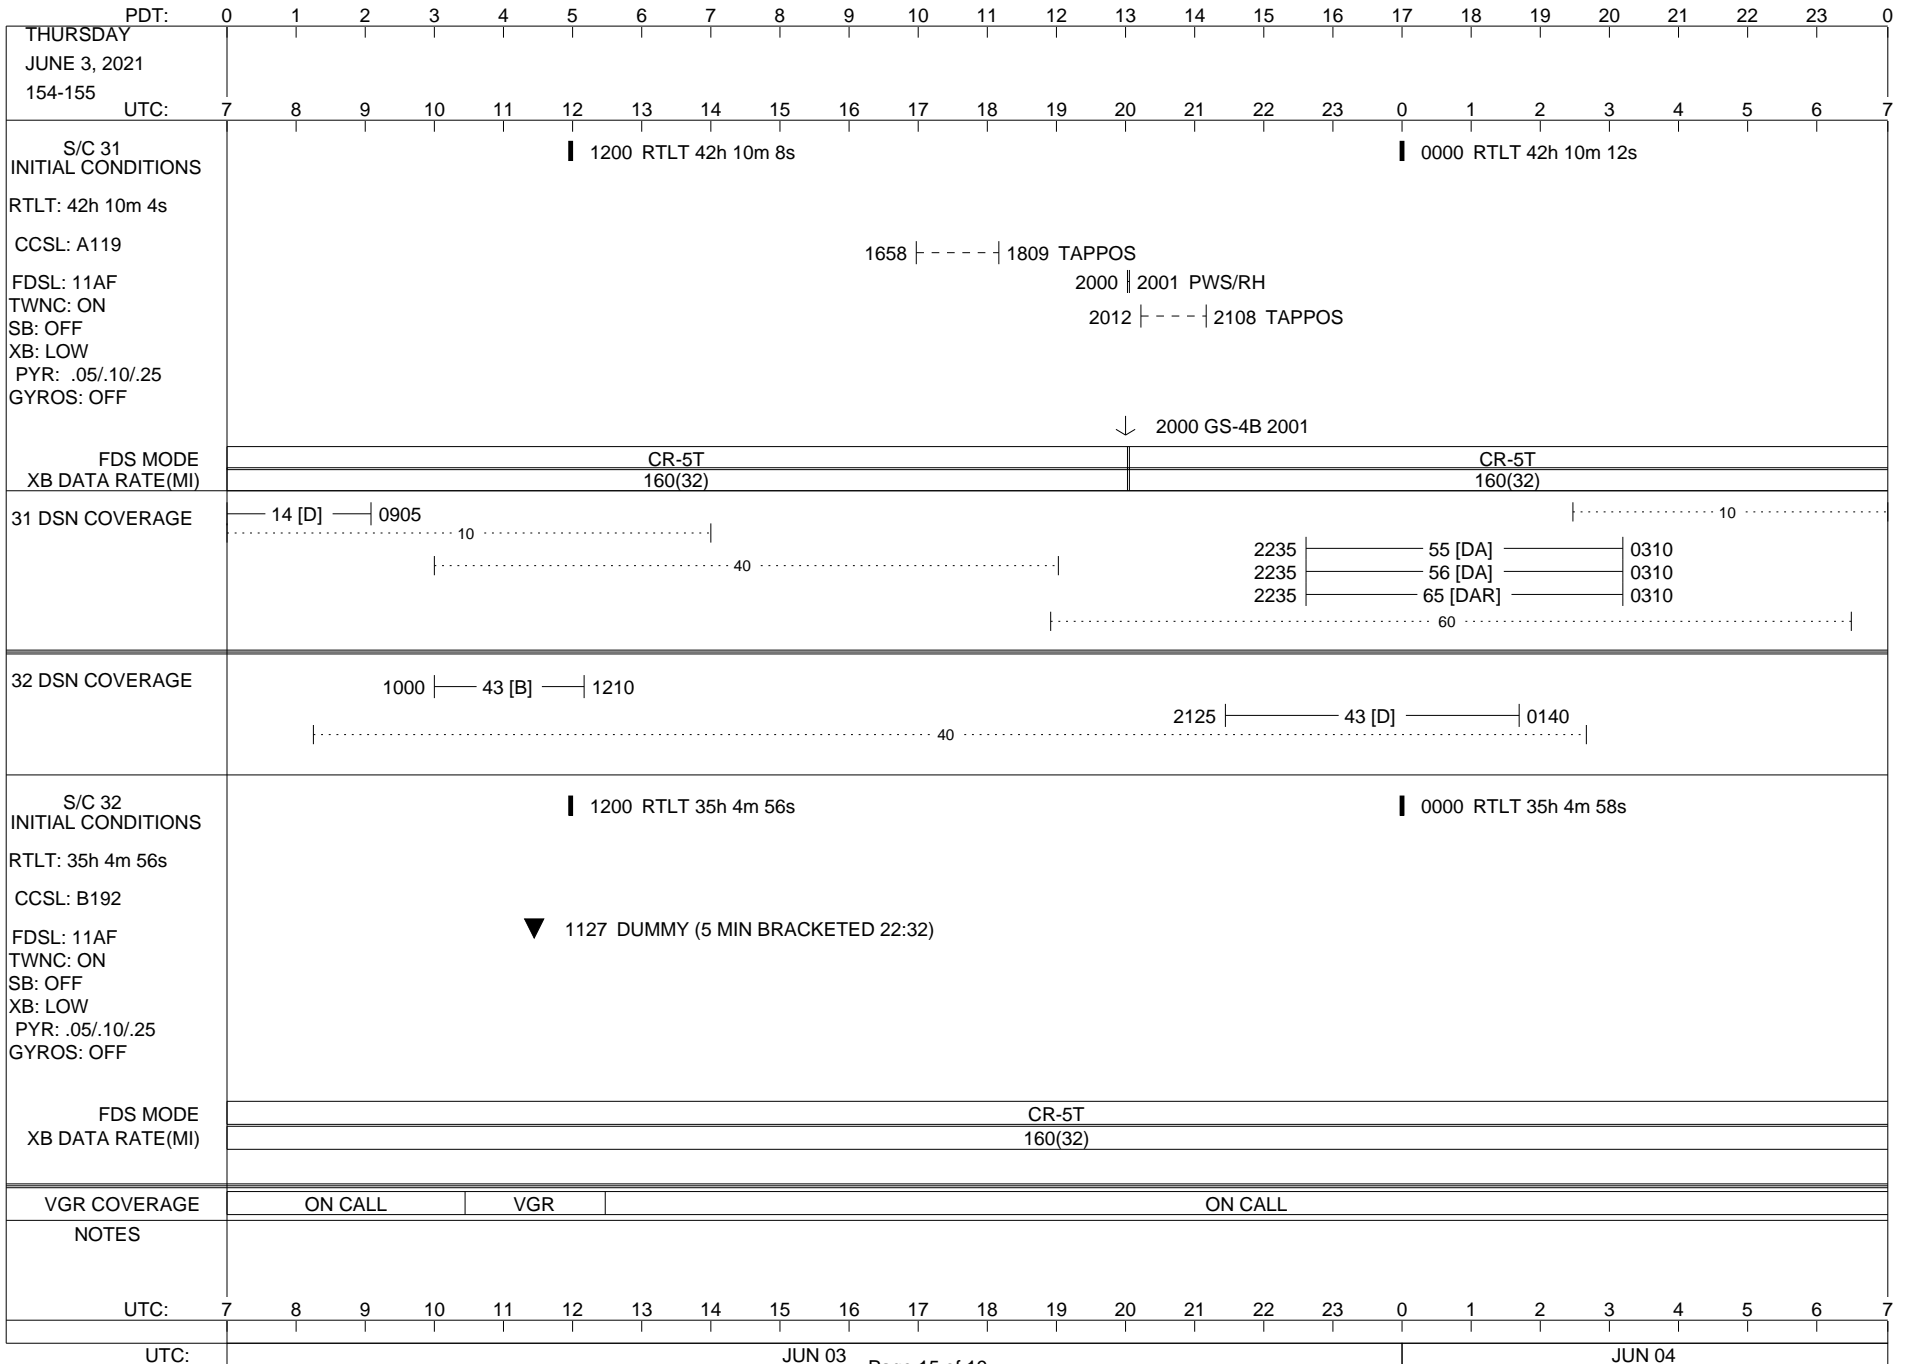 PDT: 0 1 2 3 4 5 6 7 8 9 10 11 12 13 14 15 16 17 18 19 20 21 22 23 0
THURSDAY
JUNE 3, 2021
154-155
UTC: 7 8 9 10 11 12 13 14 15 16 17 18 19 20 21 22 23 0 1 2 3 4 5 6 7
S/C 31
INITIAL CONDITIONS
1200 RTLT 42h 10m 8s
0000 RTLT 42h 10m 12s
RTLT: 42h 10m 4s
CCSL: A119
1658 1809 TAPPOS
FDSL: 11AF
2000 2001 PWS/RH
TWNC: ON
2012 2108 TAPPOS
SB: OFF
XB: LOW
PYR: .05/.10/.25
GYROS: OFF
2000 GS-4B 2001
FDS MODE CR-5T CR-5T
XB DATA RATE(MI) 160(32) 160(32)
31 DSN COVERAGE
14 [D] 0905
10
10
2235 55 [DA] 0310
40
2235 56 [DA] 0310
2235 65 [DAR] 0310
60
32 DSN COVERAGE
1000 43 [B] 1210
2125 43 [D] 0140
40
S/C 32
INITIAL CONDITIONS
1200 RTLT 35h 4m 56s
0000 RTLT 35h 4m 58s
RTLT: 35h 4m 56s
CCSL: B192
1127 DUMMY (5 MIN BRACKETED 22:32)
FDSL: 11AF
TWNC: ON
SB: OFF
XB: LOW
PYR: .05/.10/.25
GYROS: OFF
FDS MODE CR-5T
XB DATA RATE(MI) 160(32)
VGR COVERAGE ON CALL VGR ON CALL
NOTES
UTC: 7 8 9 10 11 12 13 14 15 16 17 18 19 20 21 22 23 0 1 2 3 4 5 6 7
UTC: JUN 03 JUN 04